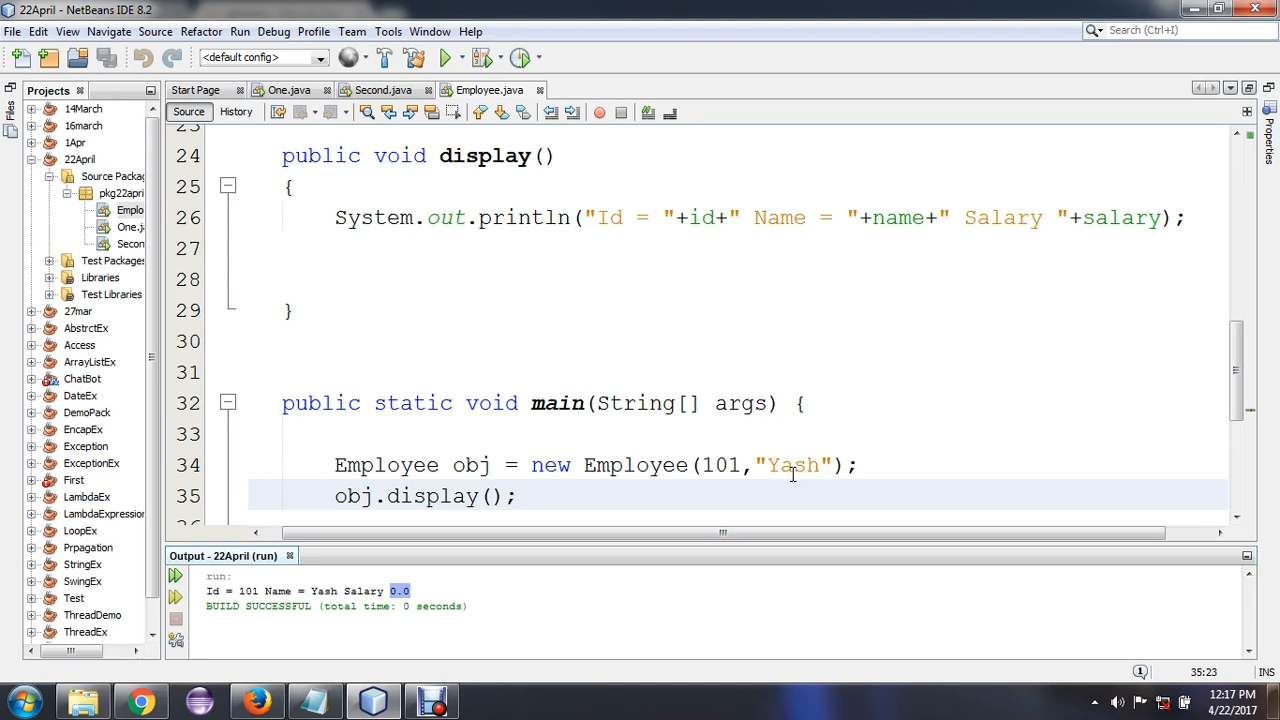 22April - NetBeans IDE 8.2
File Edit View Navigate Source Refactor Run Debug Profile Team Tools Window Help
Search (Ctrl+I)
<default config>
Files
Projects
Start Page One.java Second.java Employee.java
Source History
Properties
14March
16march
1Apr
22April
Source Packag
pkg22apri
Emplo
One.ja
Secon
Test Packages
Libraries
Test Libraries
27mar
AbstrctEx
Access
ArrayListEx
ChatBot
DateEx
DemoPack
EncapEx
Exception
ExceptionEx
First
LambdaEx
LambdaExpression
LoopEx
Prpagation
StringEx
SwingEx
Test
ThreadDemo
ThreadEx
23
24 public void display()
25 {
26 System.out.println("Id = "+id+" Name = "+name+" Salary "+salary);
27
28
29 }
30
31
32 public static void main(String[] args) {
33
34 Employee obj = new Employee(101,"Yash");
35 obj.display();
Output - 22April (run)
run:
Id = 101 Name = Yash Salary 0.0
BUILD SUCCESSFUL (total time: 0 seconds)
1 35:23 INS
12:17 PM
4/22/2017